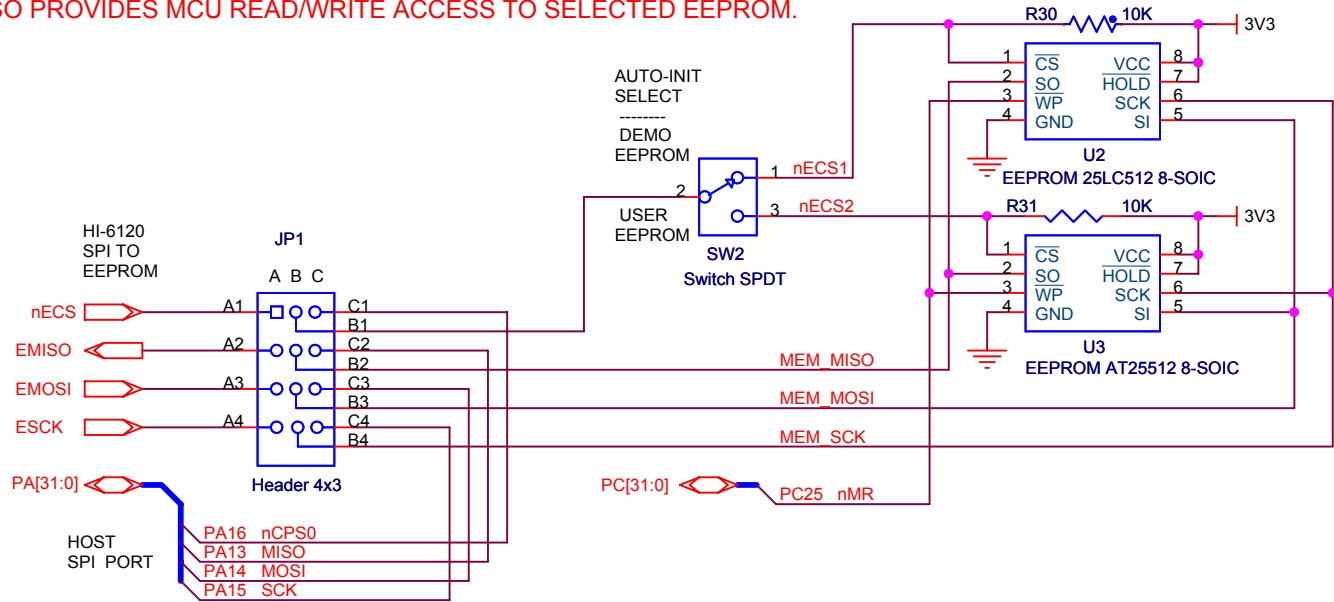 SO PROVIDES MCU READ/WRITE ACCESS TO SELECTED EEPROM.
R30 10K
3V3
1 CS VCC 8
2 SO HOLD 7
3 WP SCK 6
4 GND SI 5
U2
EEPROM 25LC512 8-SOIC
AUTO-INIT
SELECT
--------
DEMO
EEPROM
USER
EEPROM
2
1 nECS1
3 nECS2
SW2
Switch SPDT
R31 10K
3V3
1 CS VCC 8
2 SO HOLD 7
3 WP SCK 6
4 GND SI 5
U3
EEPROM AT25512 8-SOIC
HI-6120
SPI TO
EEPROM
JP1
A B C
nECS A1 C1
B1
EMISO A2 C2
B2
EMOSI A3 C3
B3
ESCK A4 C4
B4
Header 4x3
MEM_MISO
MEM_MOSI
MEM_SCK
PA[31:0]
PC[31:0]
PC25 nMR
HOST
SPI PORT
PA16 nCPS0
PA13 MISO
PA14 MOSI
PA15 SCK